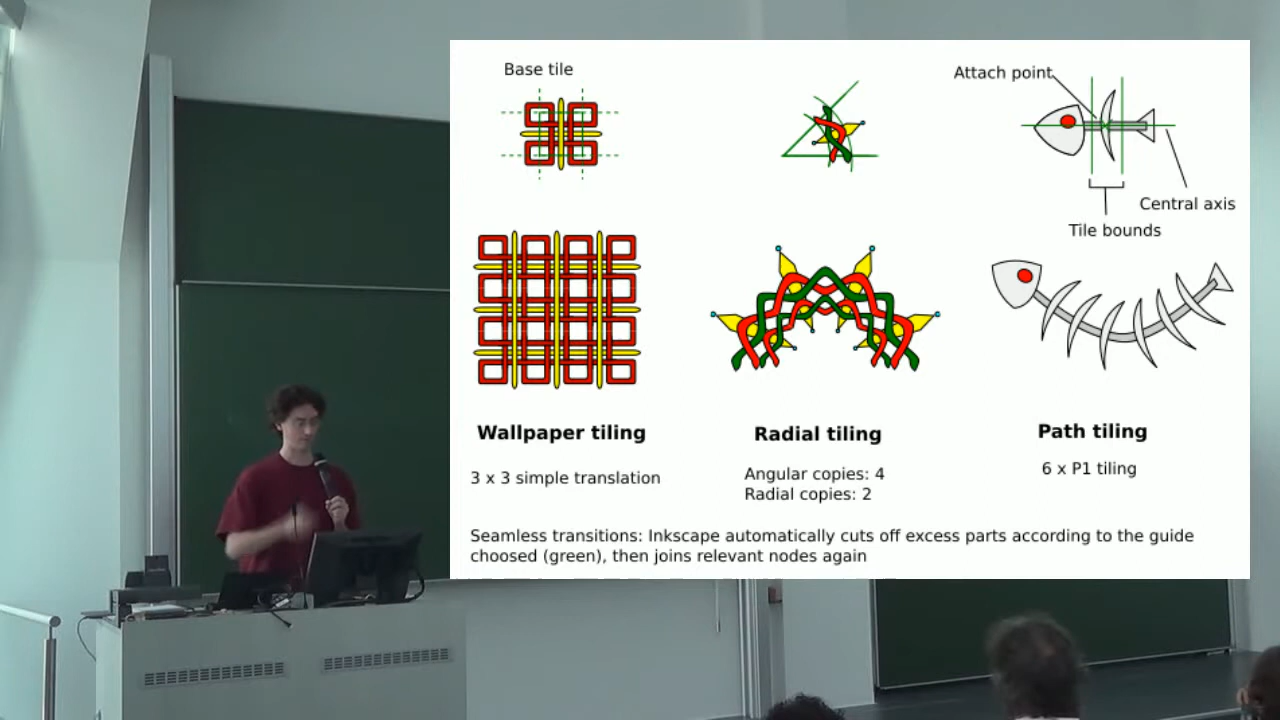 Base tile
Attach point
Central axis
Tile bounds
Wallpaper tiling
3 x 3 simple translation
Radial tiling
Angular copies: 4
Radial copies: 2
Path tiling
6 x P1 tiling
Seamless transitions: Inkscape automatically cuts off excess parts according to the guide
choosed (green), then joins relevant nodes again